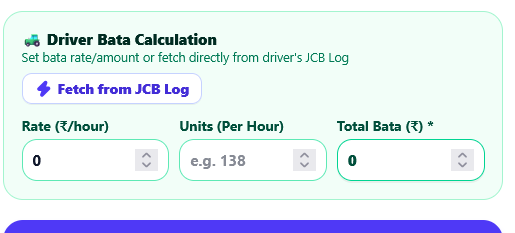 🚜 Driver Bata Calculation
Set bata rate/amount or fetch directly from driver's JCB Log
⚡ Fetch from JCB Log
Rate (₹/hour) Units (Per Hour) Total Bata (₹) *
0 e.g. 138 0